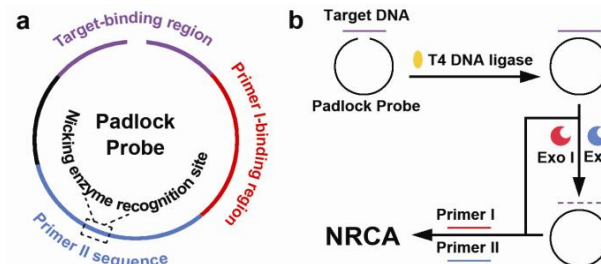 a
Target-binding region
Primer I-binding region
Padlock
Probe
Nicking enzyme recognition site
Primer II sequence
b
Target DNA
T4 DNA ligase
Padlock Probe
Exo I
Primer I
NRCA
Primer II